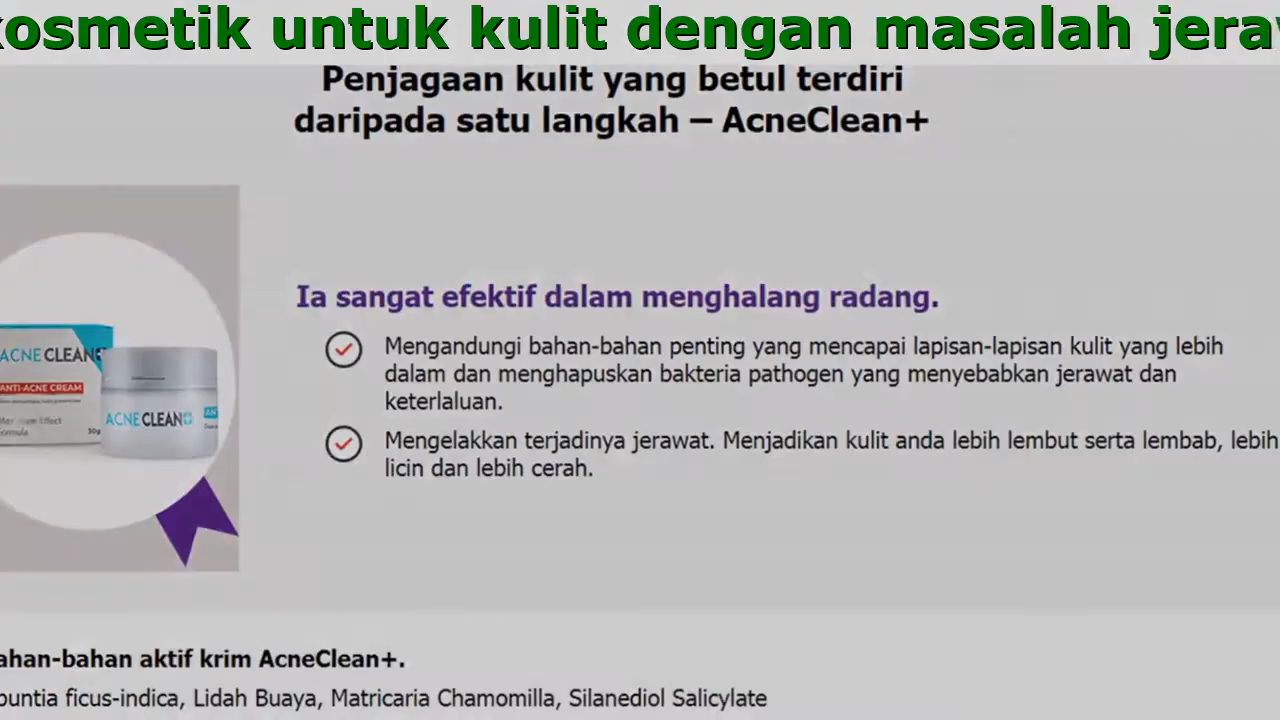 kosmetik untuk kulit dengan masalah
Penjagaan kulit yang betul terdiri
daripada satu langkah – AcneClean+
Ia sangat efektif dalam menghalang radang.
Mengandungi bahan-bahan penting yang mencapai lapisan-lapisan kulit yang lebih
dalam dan menghapuskan bakteria pathogen yang menyebabkan jerawat dan
keterlaluan.
Mengelakkan terjadinya jerawat. Menjadikan kulit anda lebih lembut serta lembab, lebih
licin dan lebih cerah.
ACNE CLEAN+
ANTI-ACNE CREAM
Formula
30g
ACNE CLEAN+
ahan-bahan aktif krim AcneClean+.
puntia ficus-indica, Lidah Buaya, Matricaria Chamomilla, Silanediol Salicylate